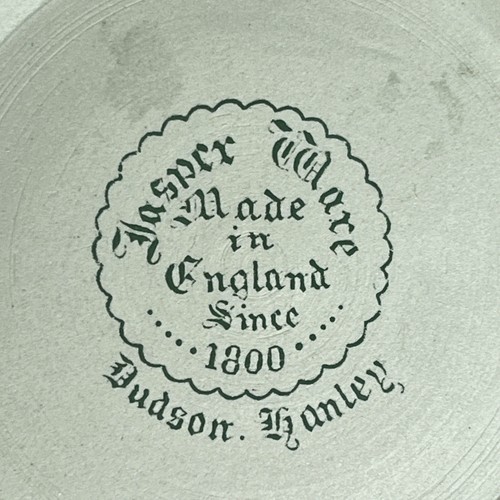 Jasper Ware
Made
in
England
Since
1800
Dudson. Hanley,